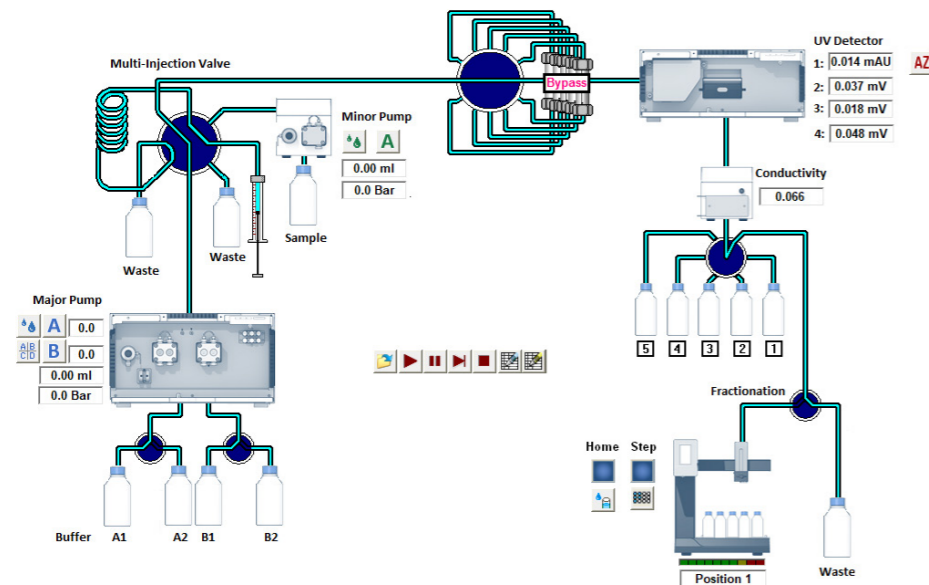 Multi-Injection Valve
Minor Pump
A
0.00 ml
0.0 Bar
Sample
Waste
Waste
Bypass
UV Detector
1: 0.014 mAU
AZ
2: 0.037 mV
3: 0.018 mV
4: 0.048 mV
Conductivity
0.066
5 4 3 2 1
Major Pump
A 0.0
A B
C D
B 0.0
0.00 ml
0.0 Bar
Buffer A1 A2 B1 B2
Fractionation
Home Step
Position 1
Waste